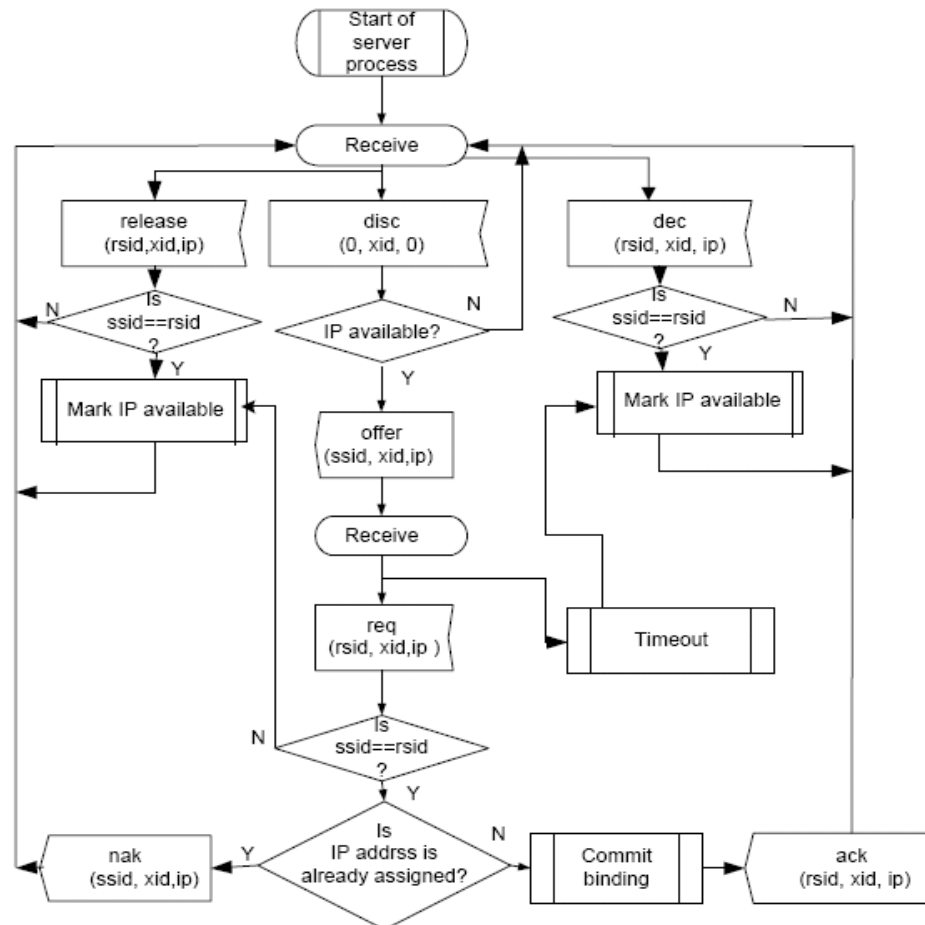 Start of
server
process
Receive
release
(rsid,xid,ip)
disc
(0, xid, 0)
dec
(rsid, xid, ip)
N
Is
ssid==rsid
?
Y
IP available?
N
Y
Is
ssid==rsid
?
N
Y
Mark IP available
offer
(ssid, xid,ip)
Mark IP available
Receive
req
(rsid, xid,ip )
Timeout
N
Is
ssid==rsid
?
Y
nak
(ssid, xid,ip)
Y
Is
IP addrss is
already assigned?
N
Commit
binding
ack
(rsid, xid, ip)